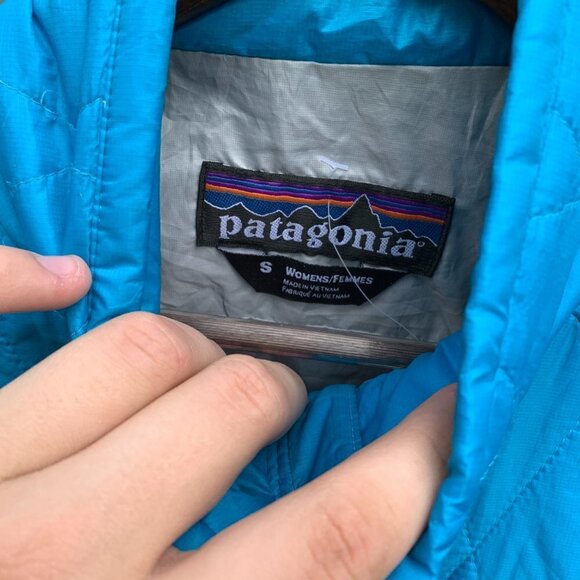 patagonia®
S WOMENS/FEMMES
MADE IN VIETNAM
FABRIQUÉ AU VIETNAM